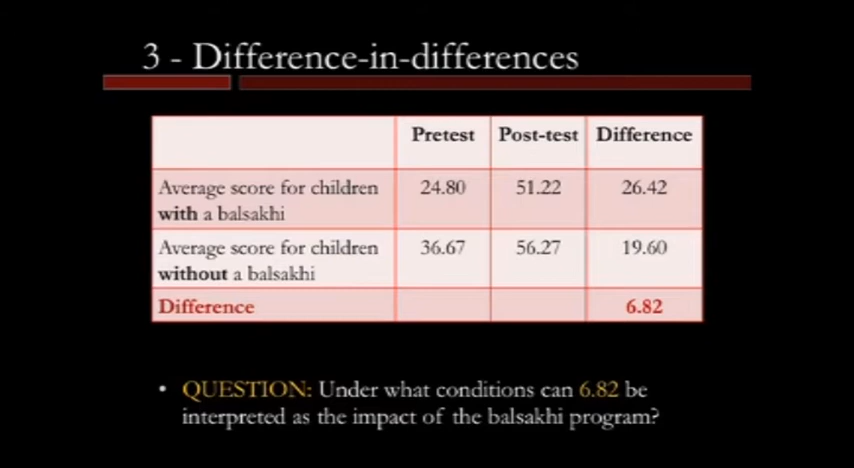 3 - Difference-in-differences
Pretest Post-test Difference
Average score for children
with a balsakhi
24.80 51.22 26.42
Average score for children
without a balsakhi
36.67 56.27 19.60
Difference 6.82
• QUESTION: Under what conditions can 6.82 be
interpreted as the impact of the balsakhi program?